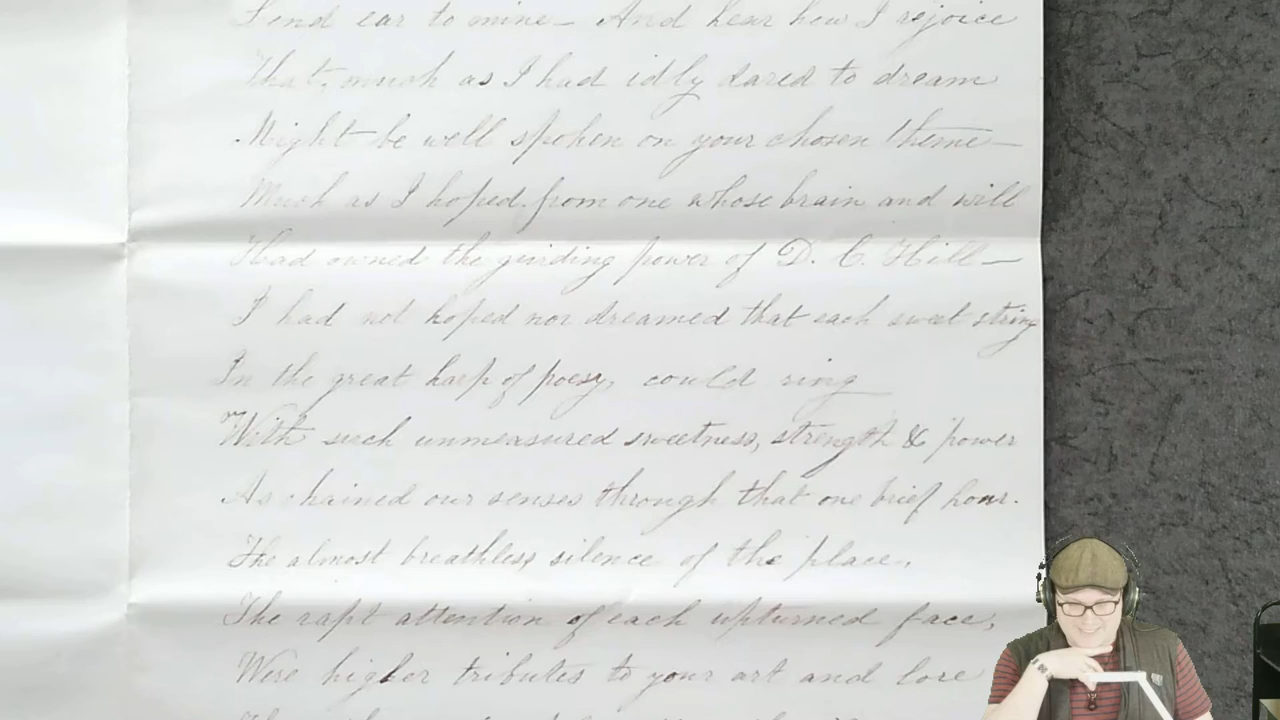 Lend ear to mine— And hear how I rejoice
That, much as I had idly dared to dream
Might be well spoken on your chosen theme—
Much as I hoped from one whose brain and will
Had owned the guiding power of D. C. Hill—
I had not hoped nor dreamed that each sweet string
In the great harp of poesy, could ring
With such unmeasured sweetness, strength & power
As chained our senses through that one brief hour.
The almost breathless silence of the place,
The rapt attention of each upturned face,
Were higher tributes to your art and lore